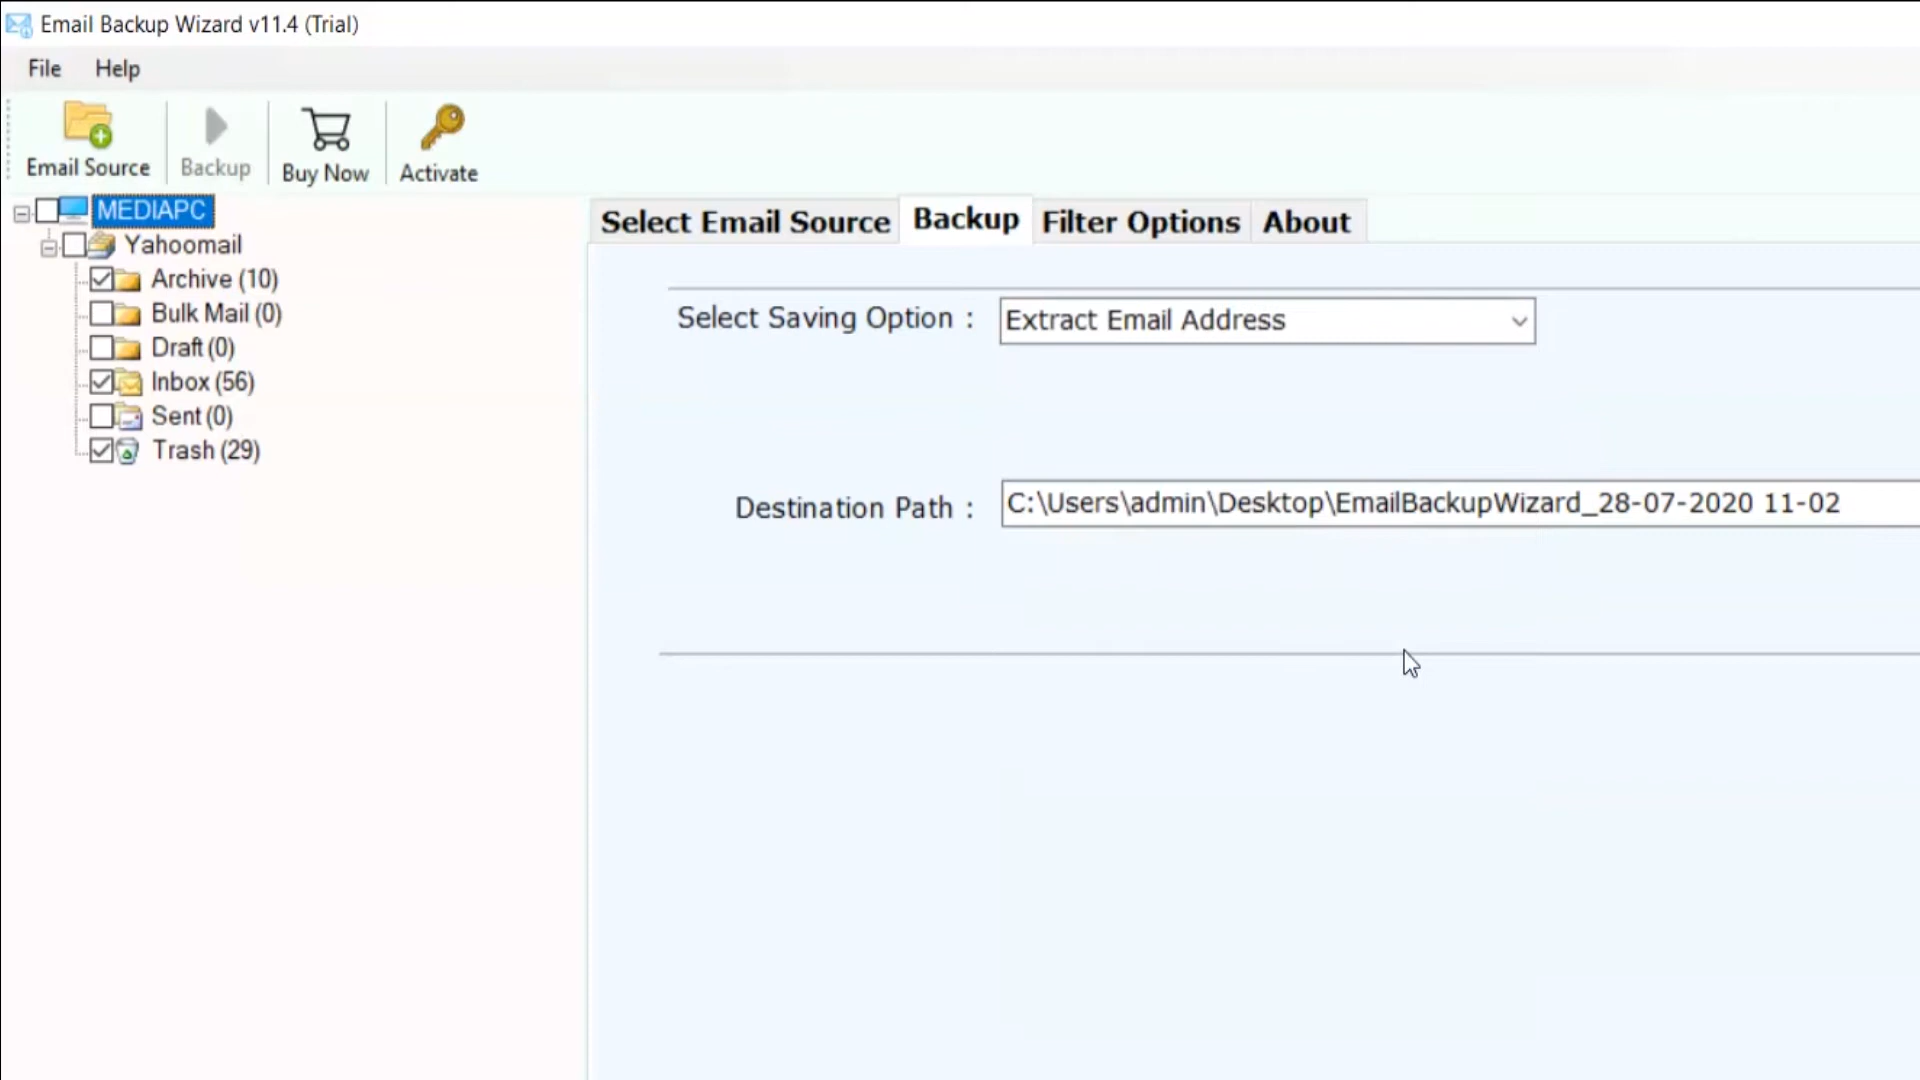 Email Backup Wizard v11.4 (Trial)
File Help
Email Source Backup Buy Now Activate
MEDIAPC
Yahoomail
Archive (10)
Bulk Mail (0)
Draft (0)
Inbox (56)
Sent (0)
Trash (29)
Select Email Source Backup Filter Options About
Select Saving Option : Extract Email Address
Destination Path : C:\Users\admin\Desktop\EmailBackupWizard_28-07-2020 11-02